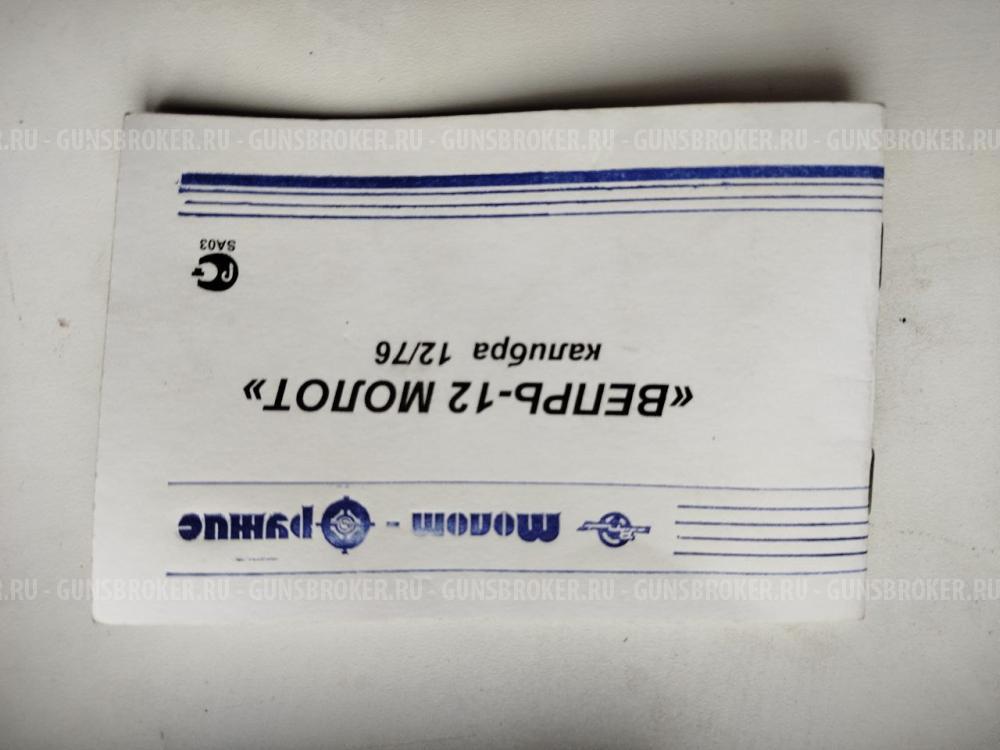 Молот - Оружие
«ВЕПРЬ-12 МОЛОТ»
калибра 12/76
SA03
.RU - GUNSBROKER.RU - GUNSBROKER.RU - GUNSBROKER.RU - GUNSBROKER.RU - GUNSBROKER.RU
.RU - GUNSBROKER.RU - GUNSBROKER.RU - GUNSBROKER.RU - GUNSBROKER.RU - GUNSBROKER.RU